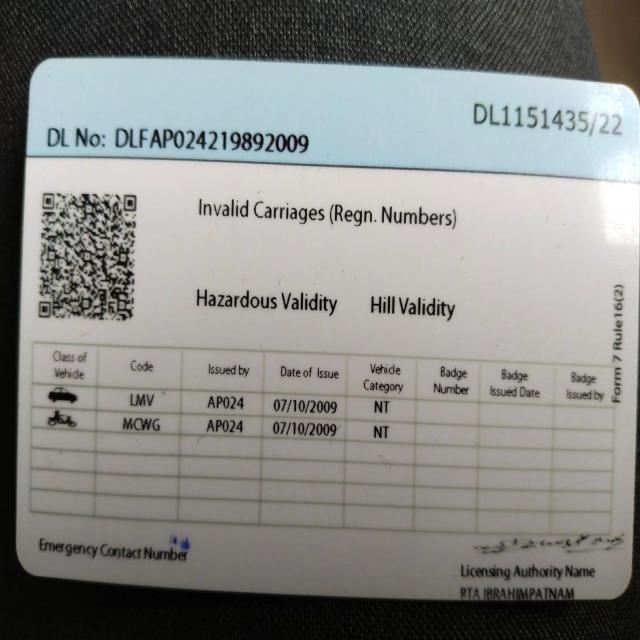 DL1151435/22
DL No: DLFAP024219892009
Invalid Carriages (Regn. Numbers)
Hazardous Validity Hill Validity
Form 7 Rule16(2)
Class of Vehicle Code Issued by Date of Issue Vehicle Category Badge Number Badge Issued Date Badge Issued by
LMV AP024 07/10/2009 NT
MCWG AP024 07/10/2009 NT
Emergency Contact Number
Licensing Authority Name
RTA IBRAHIMPATNAM